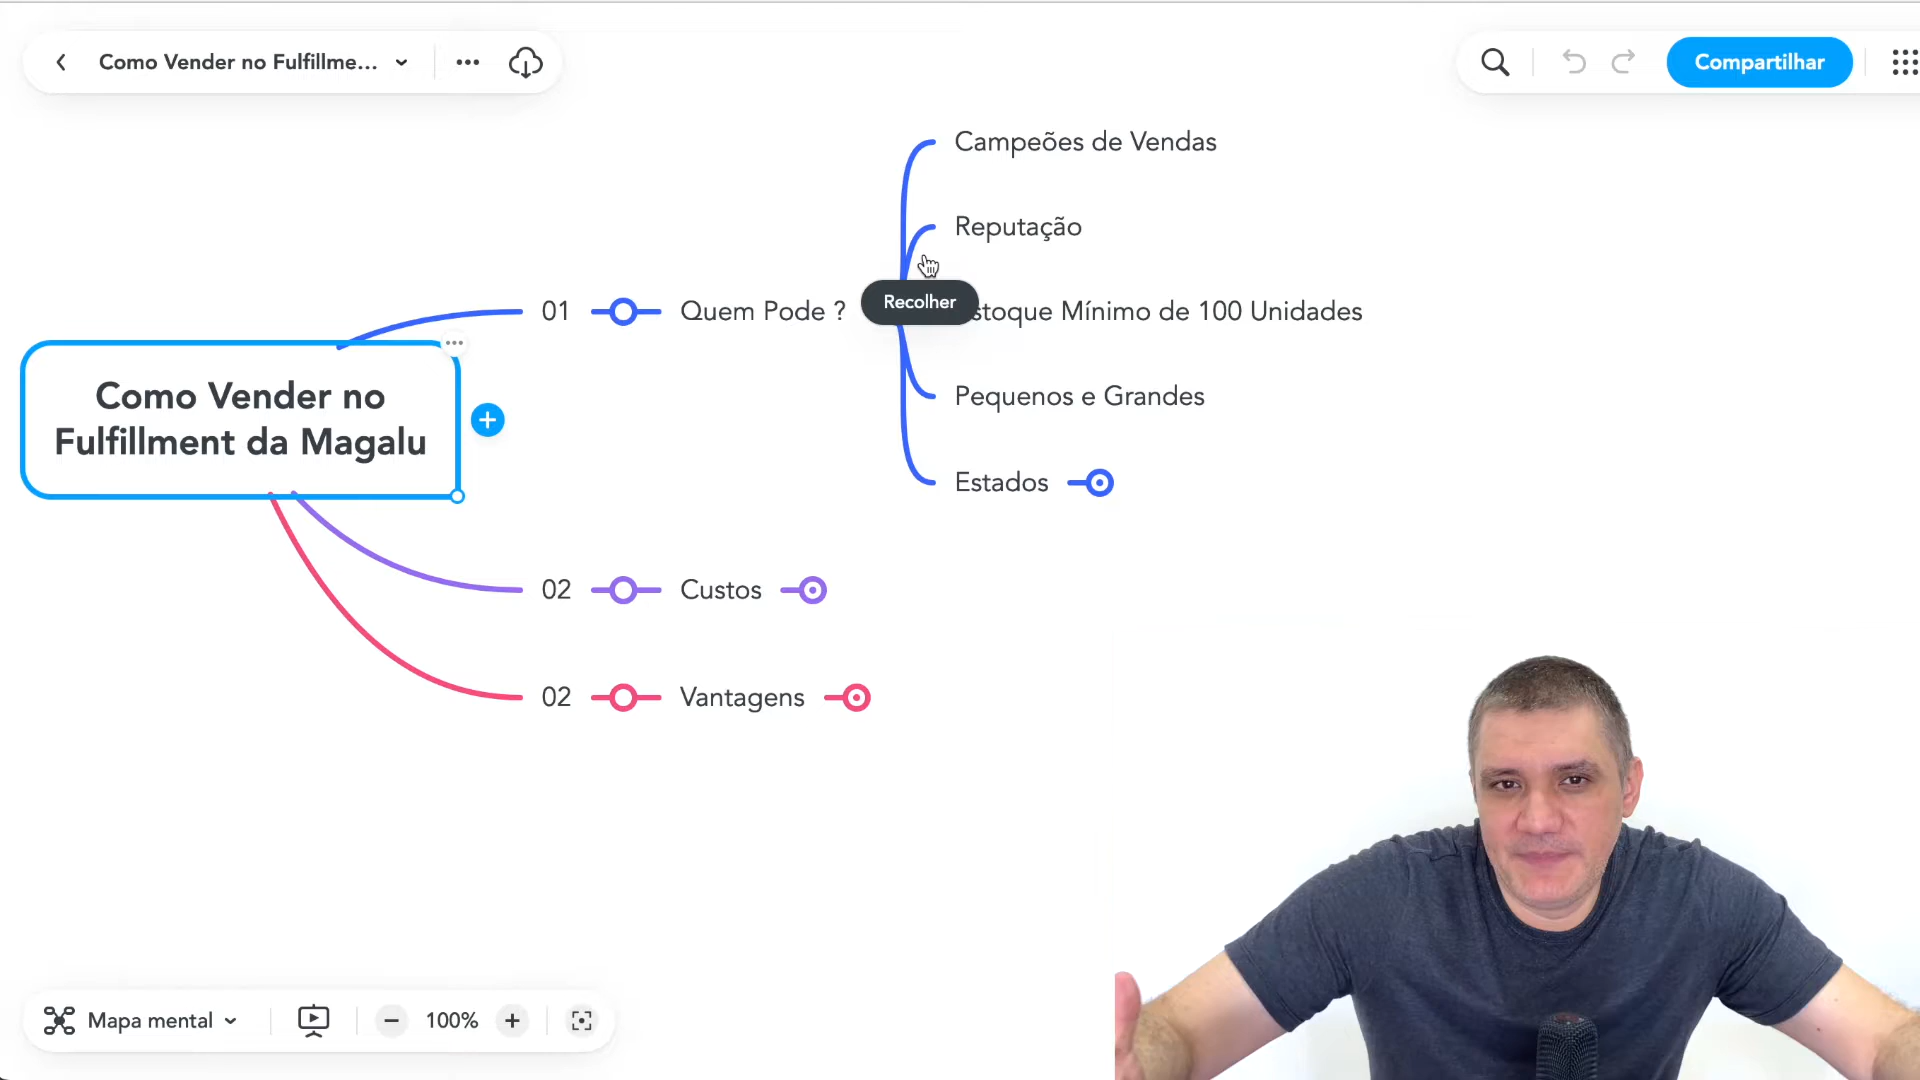 Como Vender no Fulfillme...
Compartilhar
Campeões de Vendas
Reputação
01
Quem Pode ?
Recolher
stoque Mínimo de 100 Unidades
Como Vender no
Fulfillment da Magalu
Pequenos e Grandes
Estados
02
Custos
02
Vantagens
Mapa mental
100%